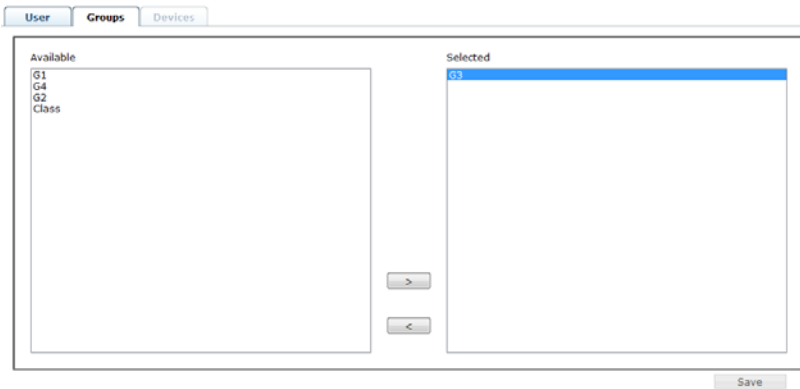 User Groups Devices
Available
G1
G4
G2
Class
Selected
G3
>
<
Save